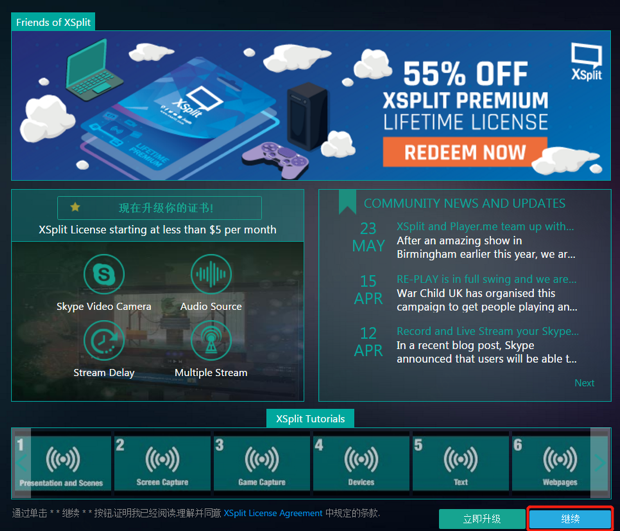 Friends of XSplit
55% OFF
XSPLIT PREMIUM
LIFETIME LICENSE
REDEEM NOW
XSplit
XSplit
LIFETIME
PREMIUM
现在升级你的证书!
XSplit License starting at less than $5 per month
Skype Video Camera
Audio Source
Stream Delay
Multiple Stream
COMMUNITY NEWS AND UPDATES
23
MAY
XSplit and Player.me team up with...
After an amazing show in
Birmingham earlier this year, we ar...
15
APR
RE-PLAY is in full swing and we are...
War Child UK has organised this
campaign to get people playing an...
12
APR
Record and Live Stream your Skype...
In a recent blog post, Skype
announced that users will be able t...
Next
XSplit Tutorials
1
Presentation and Scenes
2
Screen Capture
3
Game Capture
4
Devices
5
Text
6
Webpages
通过单击 * * 继续 * * 按钮,证明我已经阅读,理解并同意 XSplit License Agreement 中规定的条款.
立即升级
继续